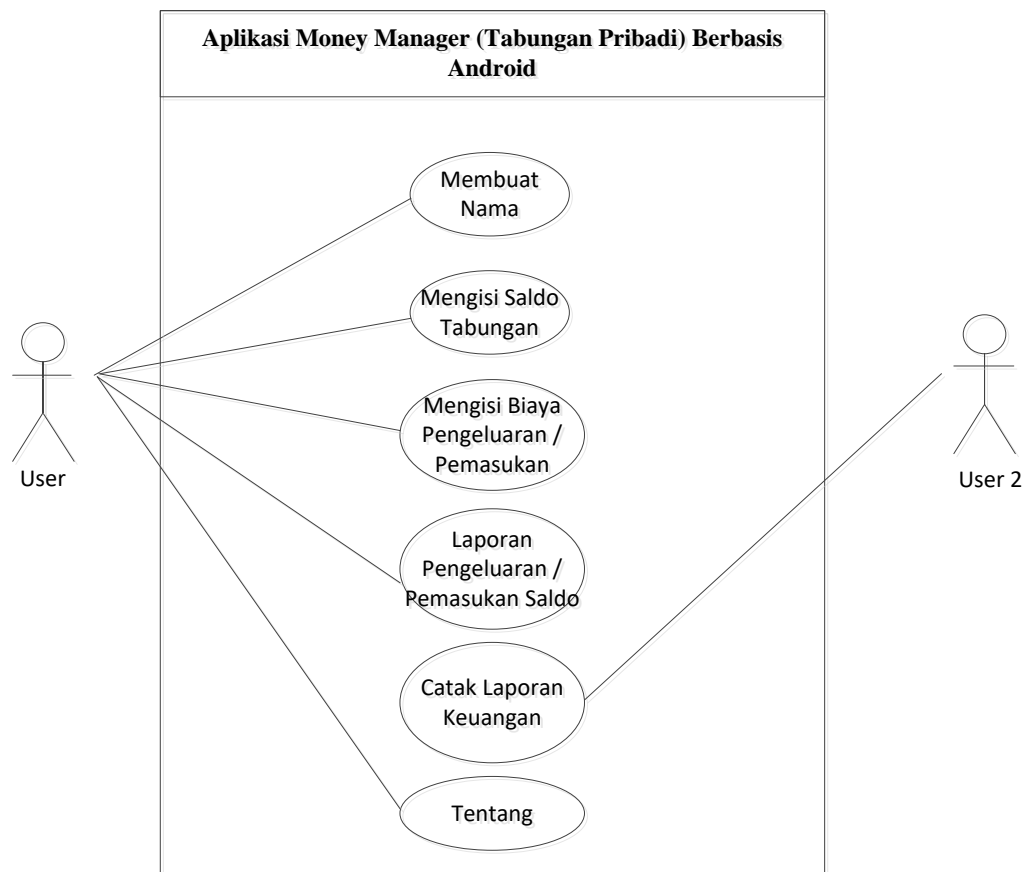 Aplikasi Money Manager (Tabungan Pribadi) Berbasis
Android
Membuat
Nama
Mengisi Saldo
Tabungan
Mengisi Biaya
Pengeluaran /
Pemasukan
User
User 2
Laporan
Pengeluaran /
Pemasukan Saldo
Catak Laporan
Keuangan
Tentang